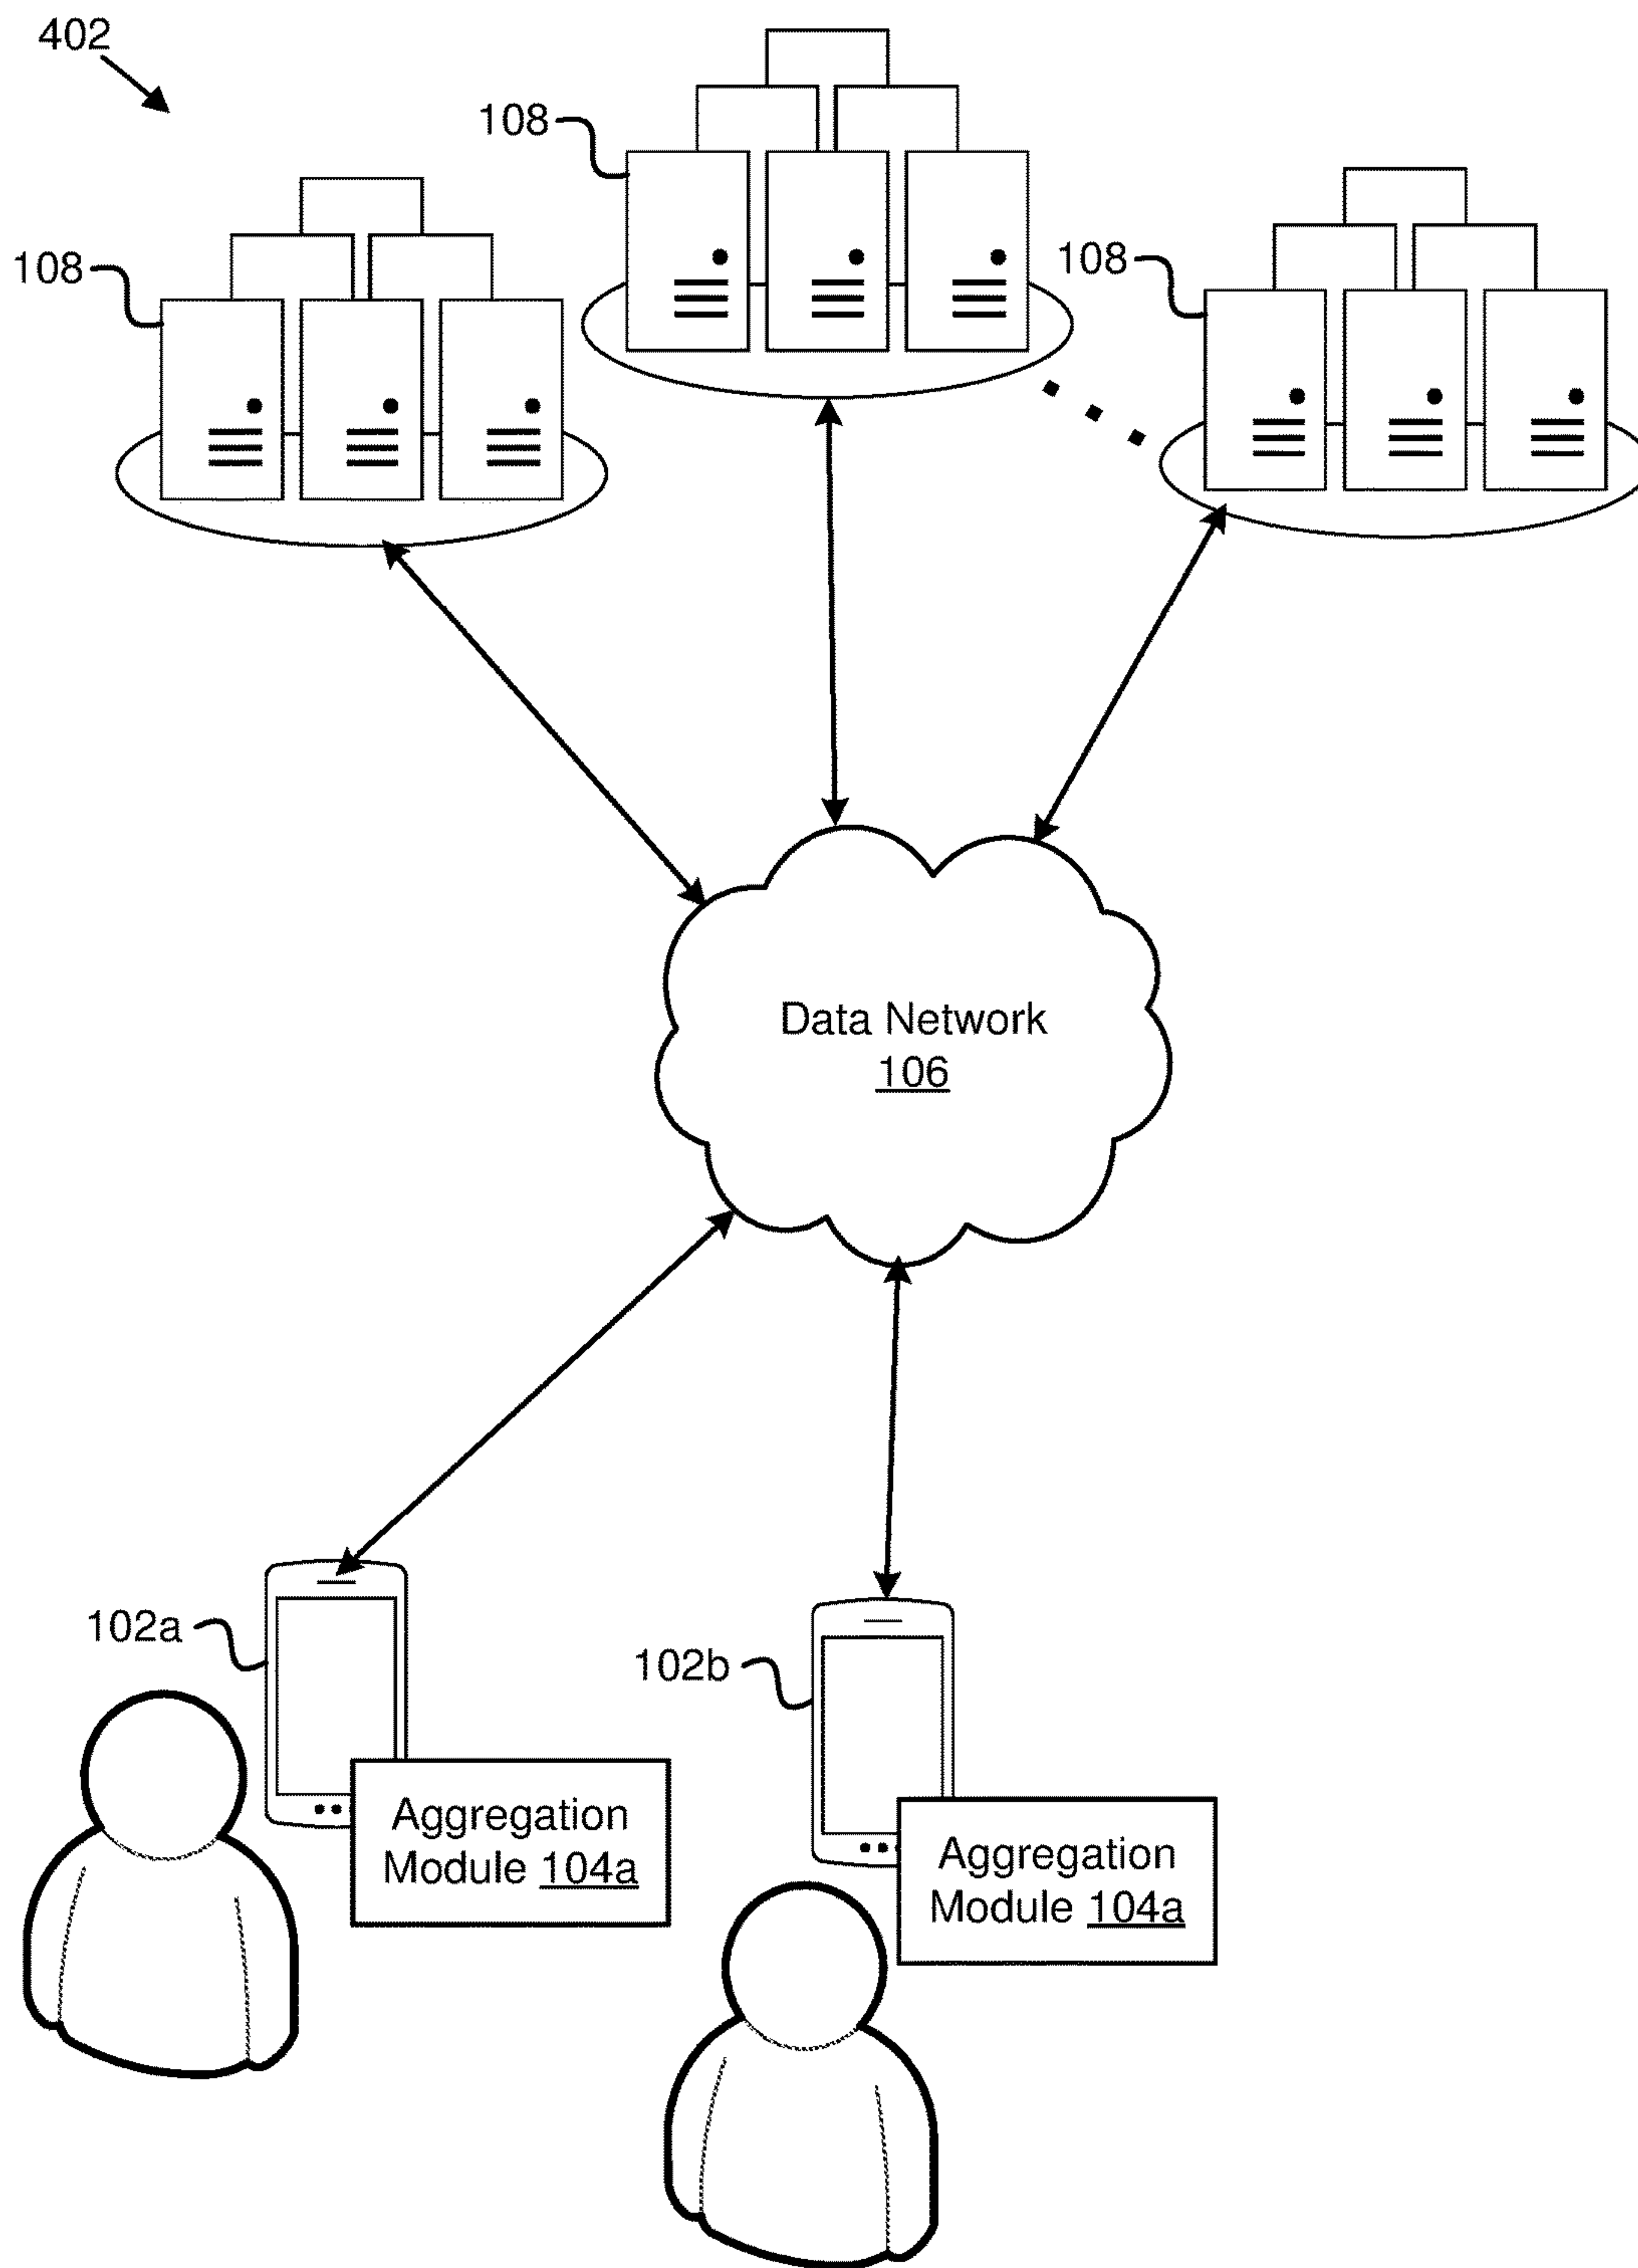 402
108
108
108
Data Network
106
102a
102b
Aggregation
Module 104a
Aggregation
Module 104a